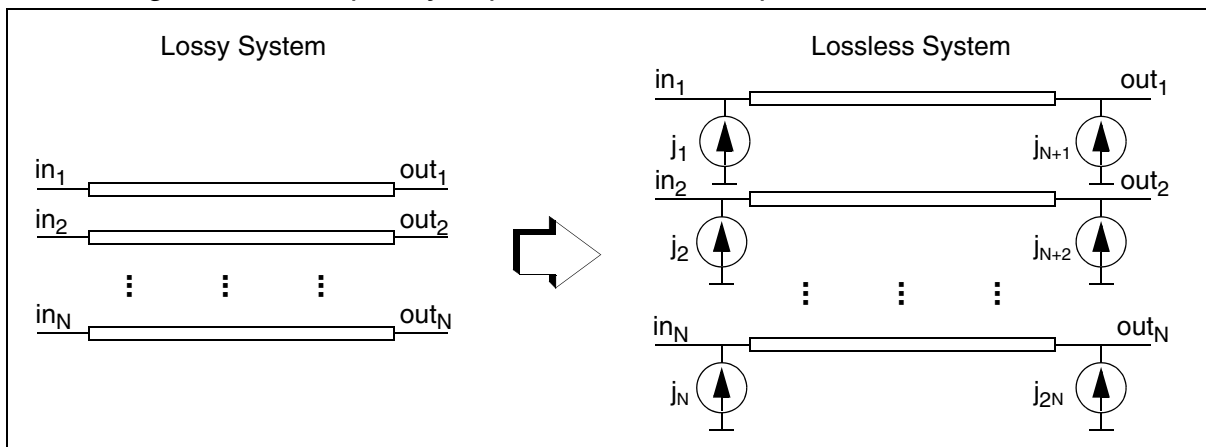 Lossy System
in1 out1
in2 out2
⋮ ⋮ ⋮
inN outN
Lossless System
in1 out1
j1 jN+1
in2 out2
j2 jN+2
⋮ ⋮ ⋮
inN outN
jN j2N